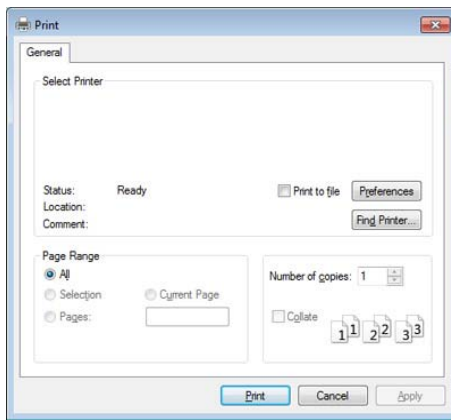 Print
General
Select Printer
Status: Ready
Location:
Comment:
Print to file
Preferences
Find Printer...
Page Range
All
Selection
Current Page
Pages:
Number of copies: 1
Collate
1 1 2 2 3 3
Print
Cancel
Apply